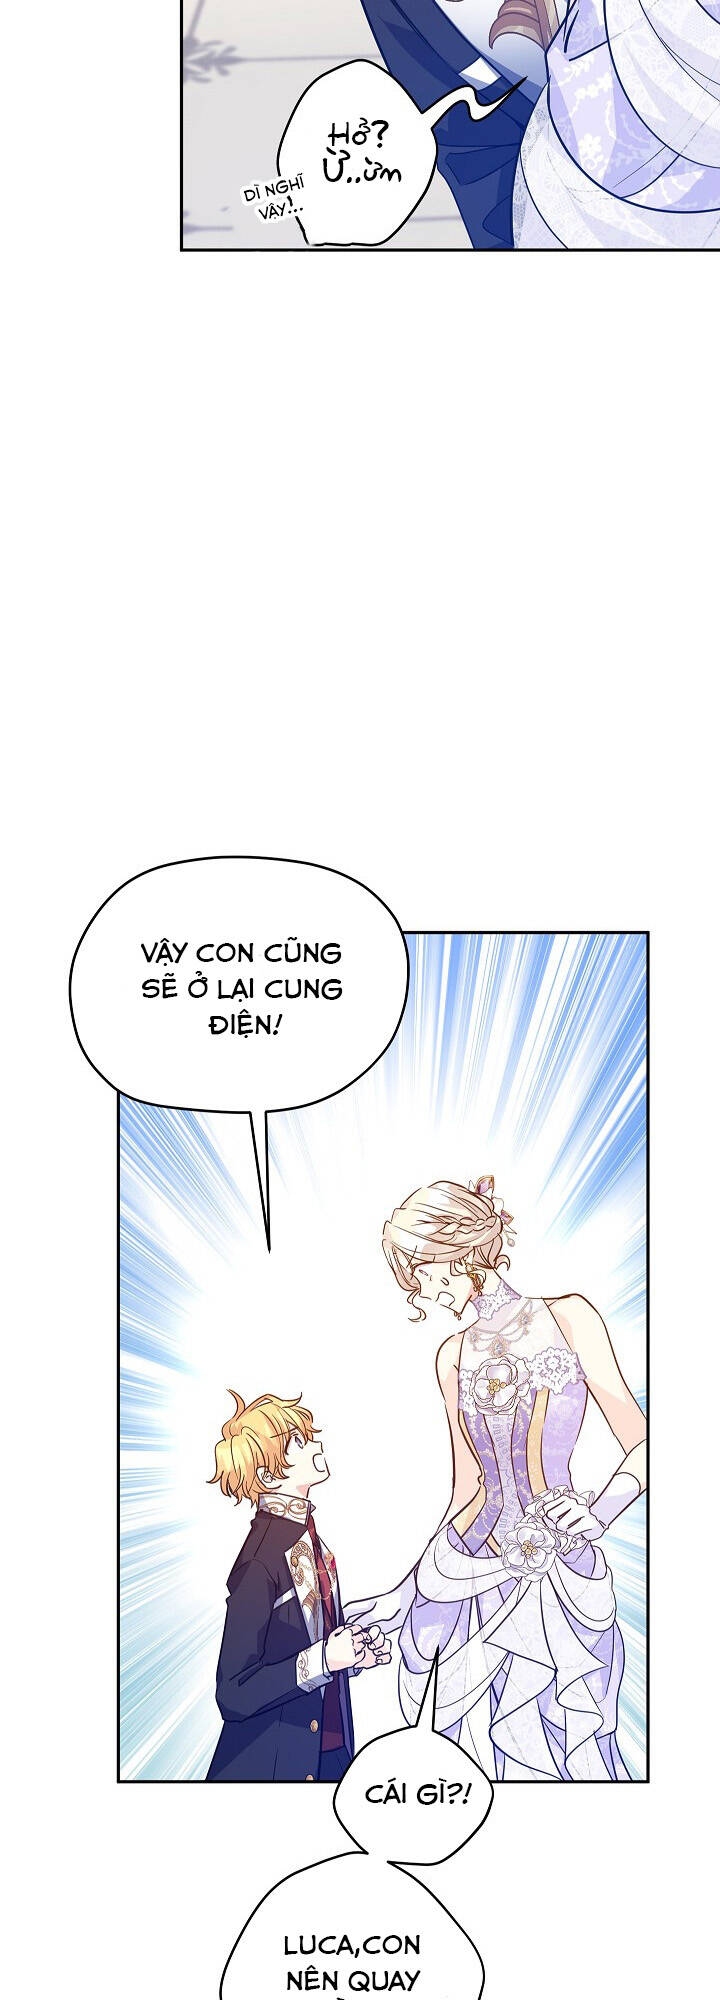 Hở?
Ừ..ừm
DÌ NGHĨ
VẬY!..
VẬY CON CŨNG
SẼ Ở LẠI CUNG
ĐIỆN!
CÁI GÌ?!
LUCA,CON
NÊN QUAY